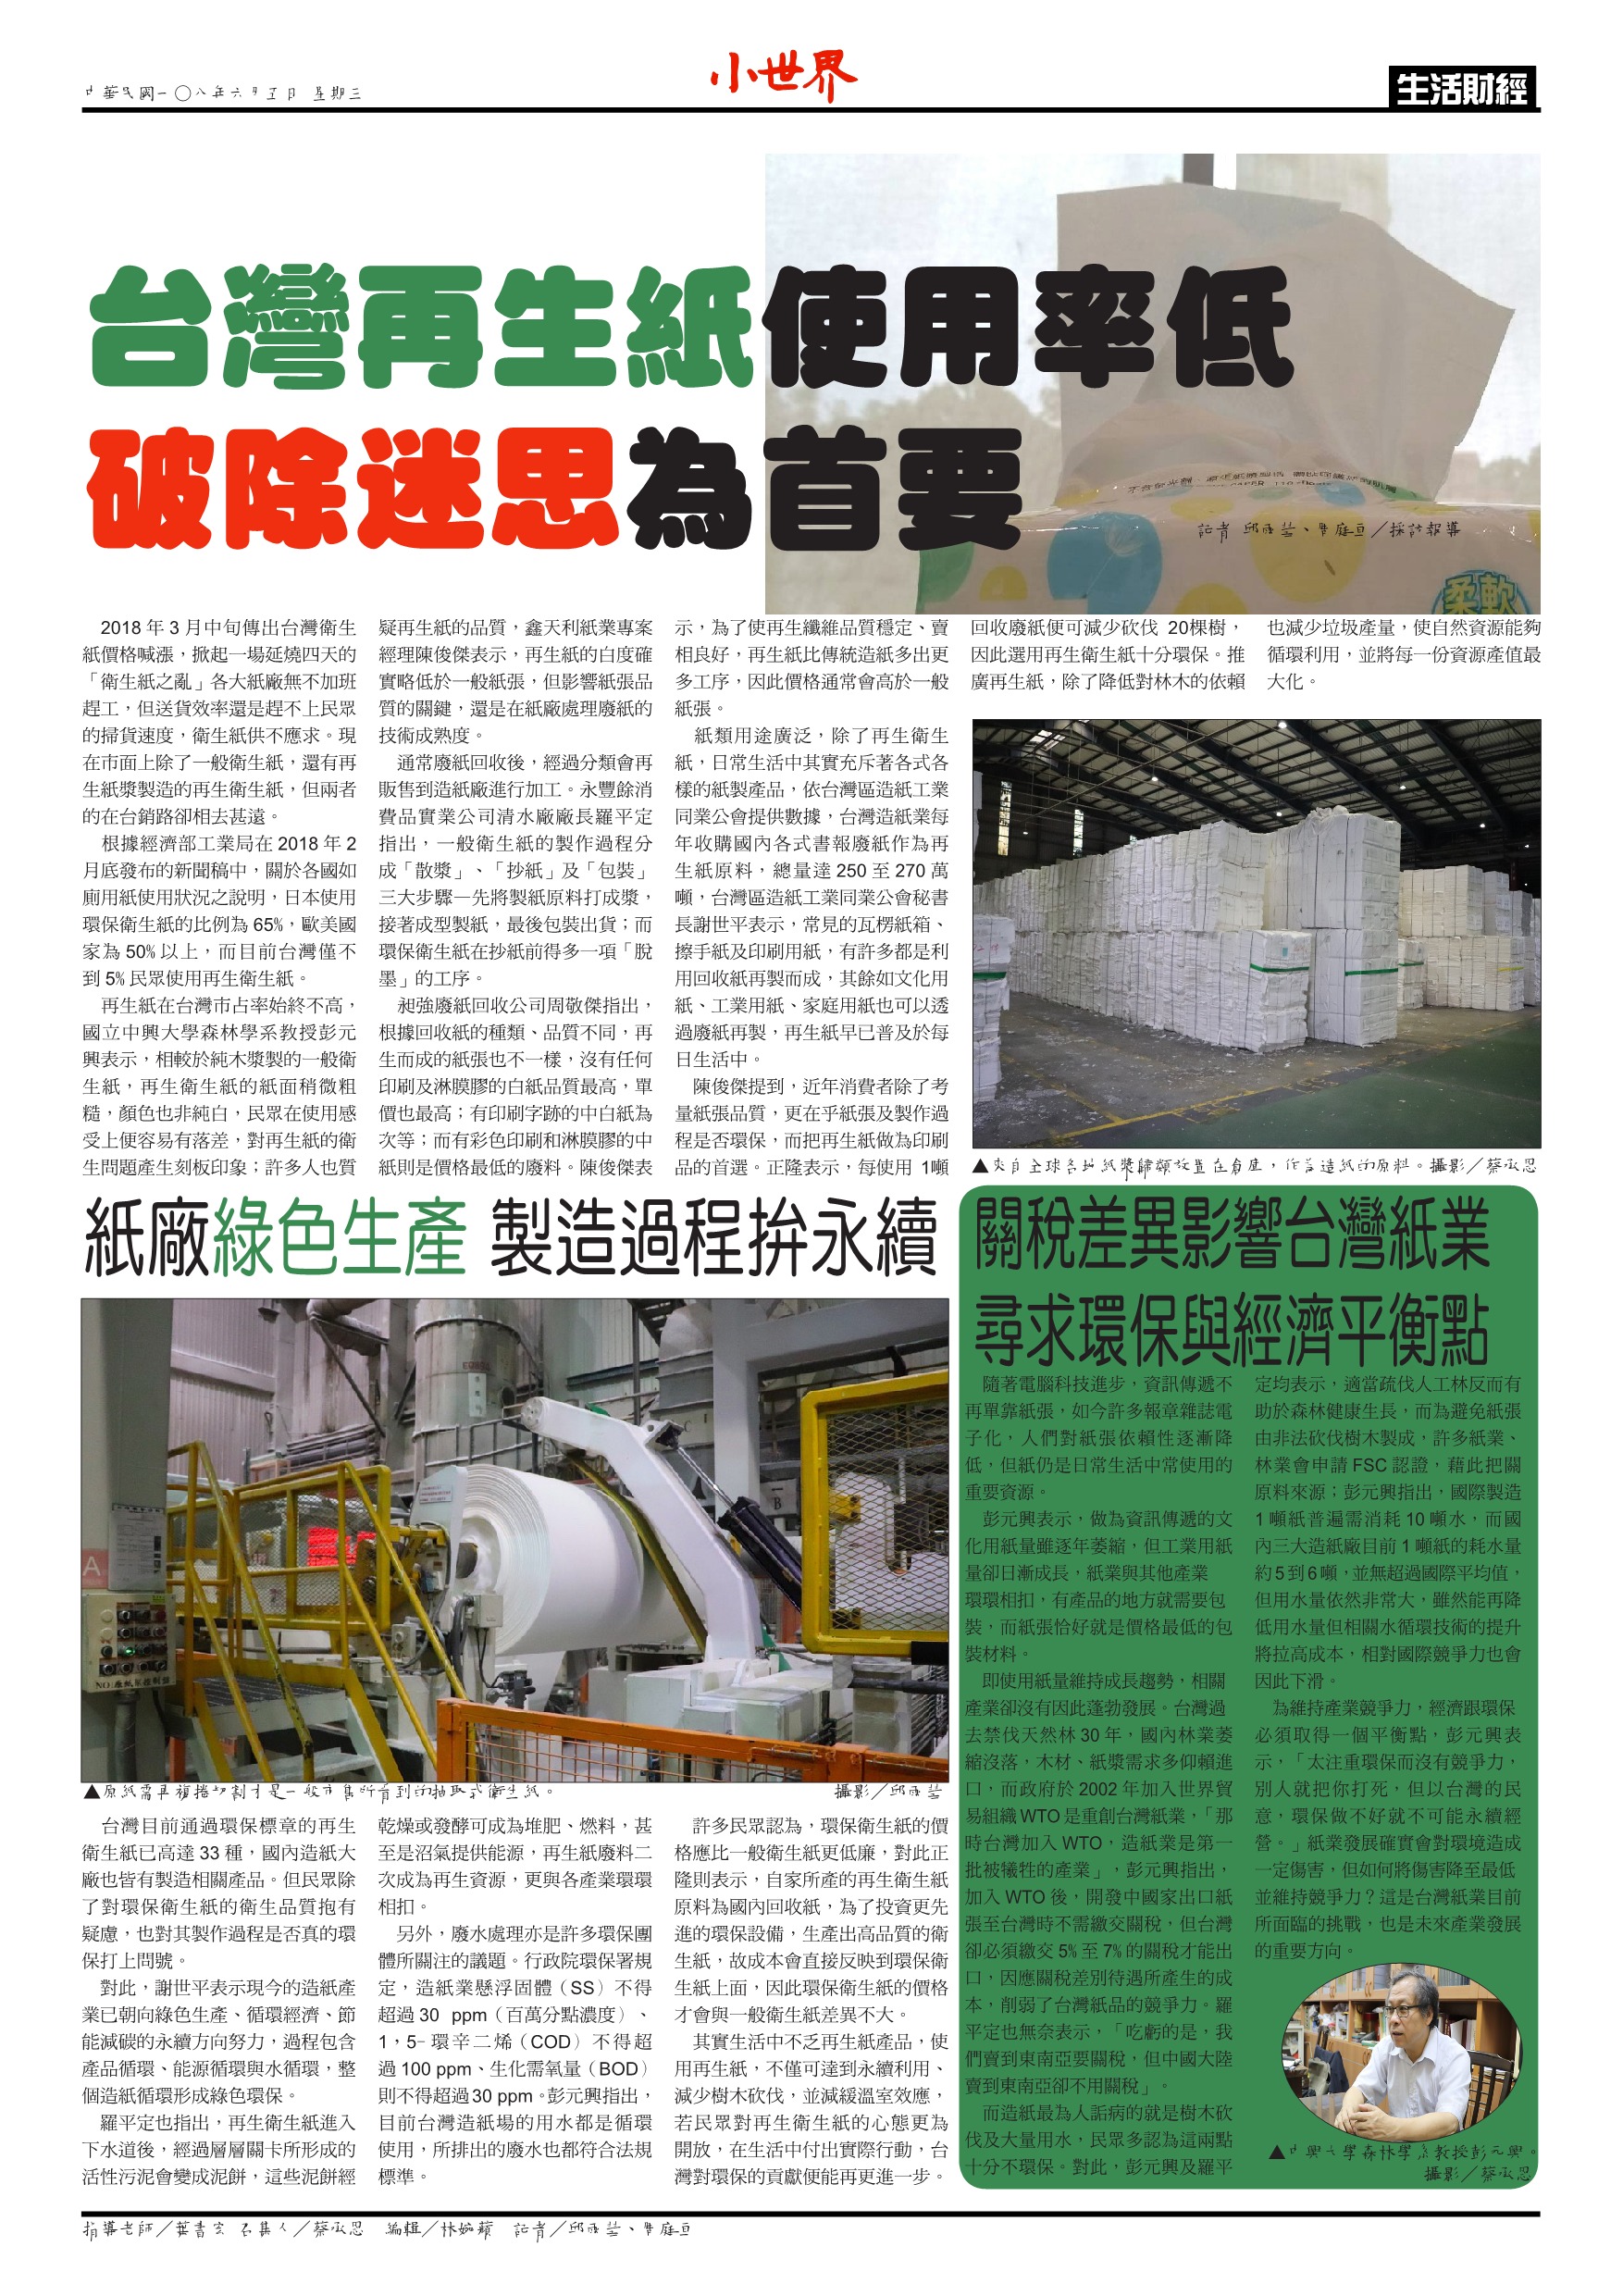 中華民國一〇八年六月五日 星期三
小世界
生活財經
台灣再生紙使用率低
破除迷思為首要
柔軟
2018 年 3 月中旬傳出台灣衛生
紙價格喊漲，掀起一場延燒四天的
「衛生紙之亂」各大紙廠無不加班
趕工，但送貨效率還是趕不上民眾
的掃貨速度，衛生紙供不應求。現
在市面上除了一般衛生紙，還有再
生紙漿製造的再生衛生紙，但兩者
的在台銷路卻相去甚遠。
根據經濟部工業局在 2018 年 2
月底發布的新聞稿中，關於各國如
廁用紙使用狀況之說明，日本使用
環保衛生紙的比例為 65%，歐美國
家為 50% 以上，而目前台灣僅不
到 5% 民眾使用再生衛生紙。
再生紙在台灣市占率始終不高，
國立中興大學森林學系教授彭元
興表示，相較於純木漿製的一般衛
生紙，再生衛生紙的紙面稍微粗
糙，顏色也非純白，民眾在使用感
受上便容易有落差，對再生紙的衛
生問題產生刻板印象；許多人也質
疑再生紙的品質，鑫天利紙業專案
經理陳俊傑表示，再生紙的白度確
實略低於一般紙張，但影響紙張品
質的關鍵，還是在紙廠處理廢紙的
技術成熟度。
通常廢紙回收後，經過分類會再
販售到造紙廠進行加工。永豐餘消
費品實業公司清水廠廠長羅平定
指出，一般衛生紙的製作過程分
成「散漿」、「抄紙」及「包裝」
三大步驟—先將製紙原料打成漿，
接著成型製紙，最後包裝出貨；而
環保衛生紙在抄紙前得多一項「脫
墨」的工序。
昶強廢紙回收公司周敬傑指出，
根據回收紙的種類、品質不同，再
生而成的紙張也不一樣，沒有任何
印刷及淋膜膠的白紙品質最高，單
價也最高；有印刷字跡的中白紙為
次等；而有彩色印刷和淋膜膠的中
紙則是價格最低的廢料。陳俊傑表
示，為了使再生纖維品質穩定、賣
相良好，再生紙比傳統造紙多出更
多工序，因此價格通常會高於一般
紙張。
紙類用途廣泛，除了再生衛生
紙，日常生活中其實充斥著各式各
樣的紙製產品，依台灣區造紙工業
同業公會提供數據，台灣造紙業每
年收購國內各式書報廢紙作為再
生紙原料，總量達 250 至 270 萬
噸，台灣區造紙工業同業公會秘書
長謝世平表示，常見的瓦楞紙箱、
擦手紙及印刷用紙，有許多都是利
用回收紙再製而成，其餘如文化用
紙、工業用紙、家庭用紙也可以透
過廢紙再製，再生紙早已普及於每
日生活中。
陳俊傑提到，近年消費者除了考
量紙張品質，更在乎紙張及製作過
程是否環保，而把再生紙做為印刷
品的首選。正隆表示，每使用 1噸
回收廢紙便可減少砍伐 20棵樹，
因此選用再生衛生紙十分環保。推
廣再生紙，除了降低對林木的依賴
也減少垃圾產量，使自然資源能夠
循環利用，並將每一份資源產值最
大化。
▲來自全球各地紙漿歸類放置在倉庫，作為造紙的原料。攝影／蔡承恩
紙廠綠色生產 製造過程拚永續
A
▲原紙需再複捲切割才是一般市售所看到的抽取式衛生紙。
台灣目前通過環保標章的再生
衛生紙已高達 33 種，國內造紙大
廠也皆有製造相關產品。但民眾除
了對環保衛生紙的衛生品質抱有
疑慮，也對其製作過程是否真的環
保打上問號。
對此，謝世平表示現今的造紙產
業已朝向綠色生產、循環經濟、節
能減碳的永續方向努力，過程包含
產品循環、能源循環與水循環，整
個造紙循環形成綠色環保。
羅平定也指出，再生衛生紙進入
下水道後，經過層層關卡所形成的
活性污泥會變成泥餅，這些泥餅經
乾燥或發酵可成為堆肥、燃料，甚
至是沼氣提供能源，再生紙廢料二
次成為再生資源，更與各產業環環
相扣。
另外，廢水處理亦是許多環保團
體所關注的議題。行政院環保署規
定，造紙業懸浮固體（SS）不得
超過 30 ppm（百萬分點濃度）、
1，5- 環辛二烯（COD）不得超
過 100 ppm、生化需氧量（BOD）
則不得超過 30 ppm。彭元興指出，
目前台灣造紙場的用水都是循環
使用，所排出的廢水也都符合法規
標準。
許多民眾認為，環保衛生紙的價
格應比一般衛生紙更低廉，對此正
隆則表示，自家所產的再生衛生紙
原料為國內回收紙，為了投資更先
進的環保設備，生產出高品質的衛
生紙，故成本會直接反映到環保衛
生紙上面，因此環保衛生紙的價格
才會與一般衛生紙差異不大。
其實生活中不乏再生紙產品，使
用再生紙，不僅可達到永續利用、
減少樹木砍伐，並減緩溫室效應，
若民眾對再生衛生紙的心態更為
開放，在生活中付出實際行動，台
灣對環保的貢獻便能再更進一步。
關稅差異影響台灣紙業
尋求環保與經濟平衡點
隨著電腦科技進步，資訊傳遞不
再單靠紙張，如今許多報章雜誌電
子化，人們對紙張依賴性逐漸降
低，但紙仍是日常生活中常使用的
重要資源。
彭元興表示，做為資訊傳遞的文
化用紙量雖逐年萎縮，但工業用紙
量卻日漸成長，紙業與其他產業
環環相扣，有產品的地方就需要包
裝，而紙張恰好就是價格最低的包
裝材料。
即使用紙量維持成長趨勢，相關
產業卻沒有因此蓬勃發展。台灣過
去禁伐天然林 30 年，國內林業萎
縮沒落，木材、紙漿需求多仰賴進
口，而政府於 2002 年加入世界貿
易組織 WTO 是重創台灣紙業，「那
時台灣加入 WTO，造紙業是第一
批被犧牲的產業」，彭元興指出，
加入 WTO 後，開發中國家出口紙
張至台灣時不需繳交關稅，但台灣
卻必須繳交 5% 至 7% 的關稅才能出
口，因應關稅差別待遇所產生的成
本，削弱了台灣紙品的競爭力。羅
平定也無奈表示，「吃虧的是，我
們賣到東南亞要關稅，但中國大陸
賣到東南亞卻不用關稅」。
而造紙最為人詬病的就是樹木砍
伐及大量用水，民眾多認為這兩點
十分不環保。對此，彭元興及羅平
定均表示，適當疏伐人工林反而有
助於森林健康生長，而為避免紙張
由非法砍伐樹木製成，許多紙業、
林業會申請 FSC 認證，藉此把關
原料來源；彭元興指出，國際製造
1 噸紙普遍需消耗 10 噸水，而國
內三大造紙廠目前 1 噸紙的耗水量
約 5 到 6 噸，並無超過國際平均值，
但用水量依然非常大，雖然能再降
低用水量但相關水循環技術的提升
將拉高成本，相對國際競爭力也會
因此下滑。
為維持產業競爭力，經濟跟環保
必須取得一個平衡點，彭元興表
示，「太注重環保而沒有競爭力，
別人就把你打死，但以台灣的民
意，環保做不好就不可能永續經
營。」紙業發展確實會對環境造成
一定傷害，但如何將傷害降至最低
並維持競爭力？這是台灣紙業目前
所面臨的挑戰，也是未來產業發展
的重要方向。
▲中興大學森林學系教授彭元興。
攝影／蔡承恩